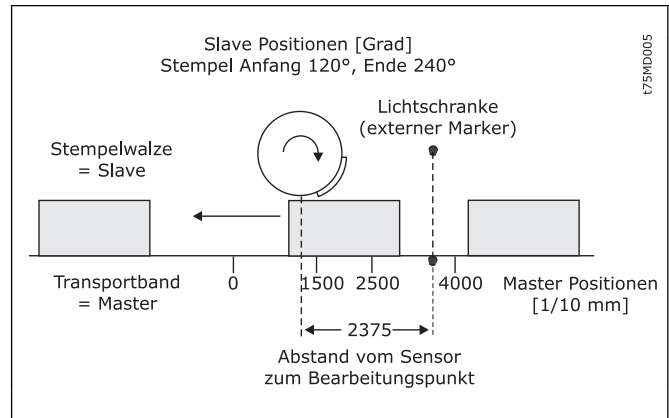 Slave Positionen [Grad]
Stempel Anfang 120°, Ende 240°
t75MD005
Lichtschranke
(externer Marker)
Stempelwalze
= Slave
Transportband
= Master
0
1500
2500
4000
Master Positionen
[1/10 mm]
2375
Abstand vom Sensor
zum Bearbeitungspunkt